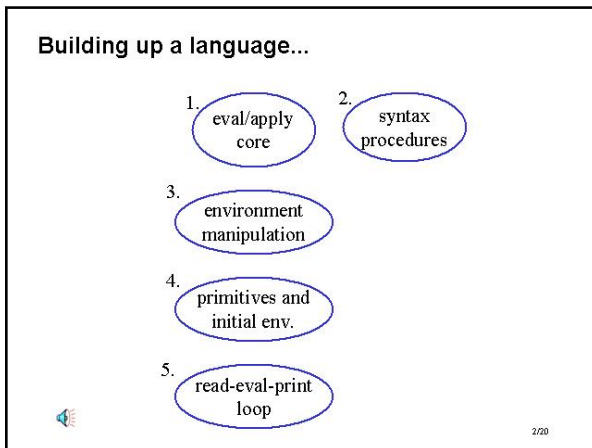 Building up a language...
1.
eval/apply
core
2.
syntax
procedures
3.
environment
manipulation
4.
primitives and
initial env.
5.
read-eval-print
loop
2/20